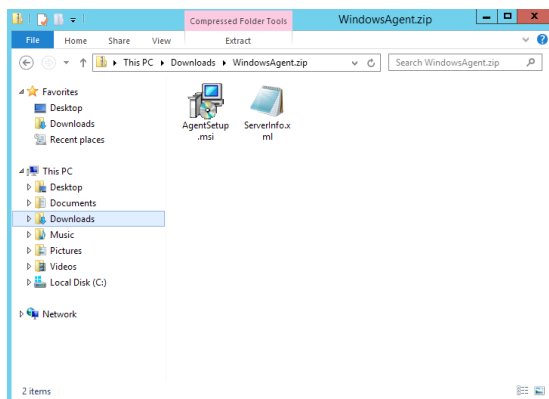 Compressed Folder Tools
WindowsAgent.zip
File Home Share View Extract
This PC Downloads WindowsAgent.zip
Search WindowsAgent.zip
Favorites
Desktop
Downloads
Recent places
This PC
Desktop
Documents
Downloads
Music
Pictures
Videos
Local Disk (C:)
Network
AgentSetup
.msi
ServerInfo.x
ml
2 items